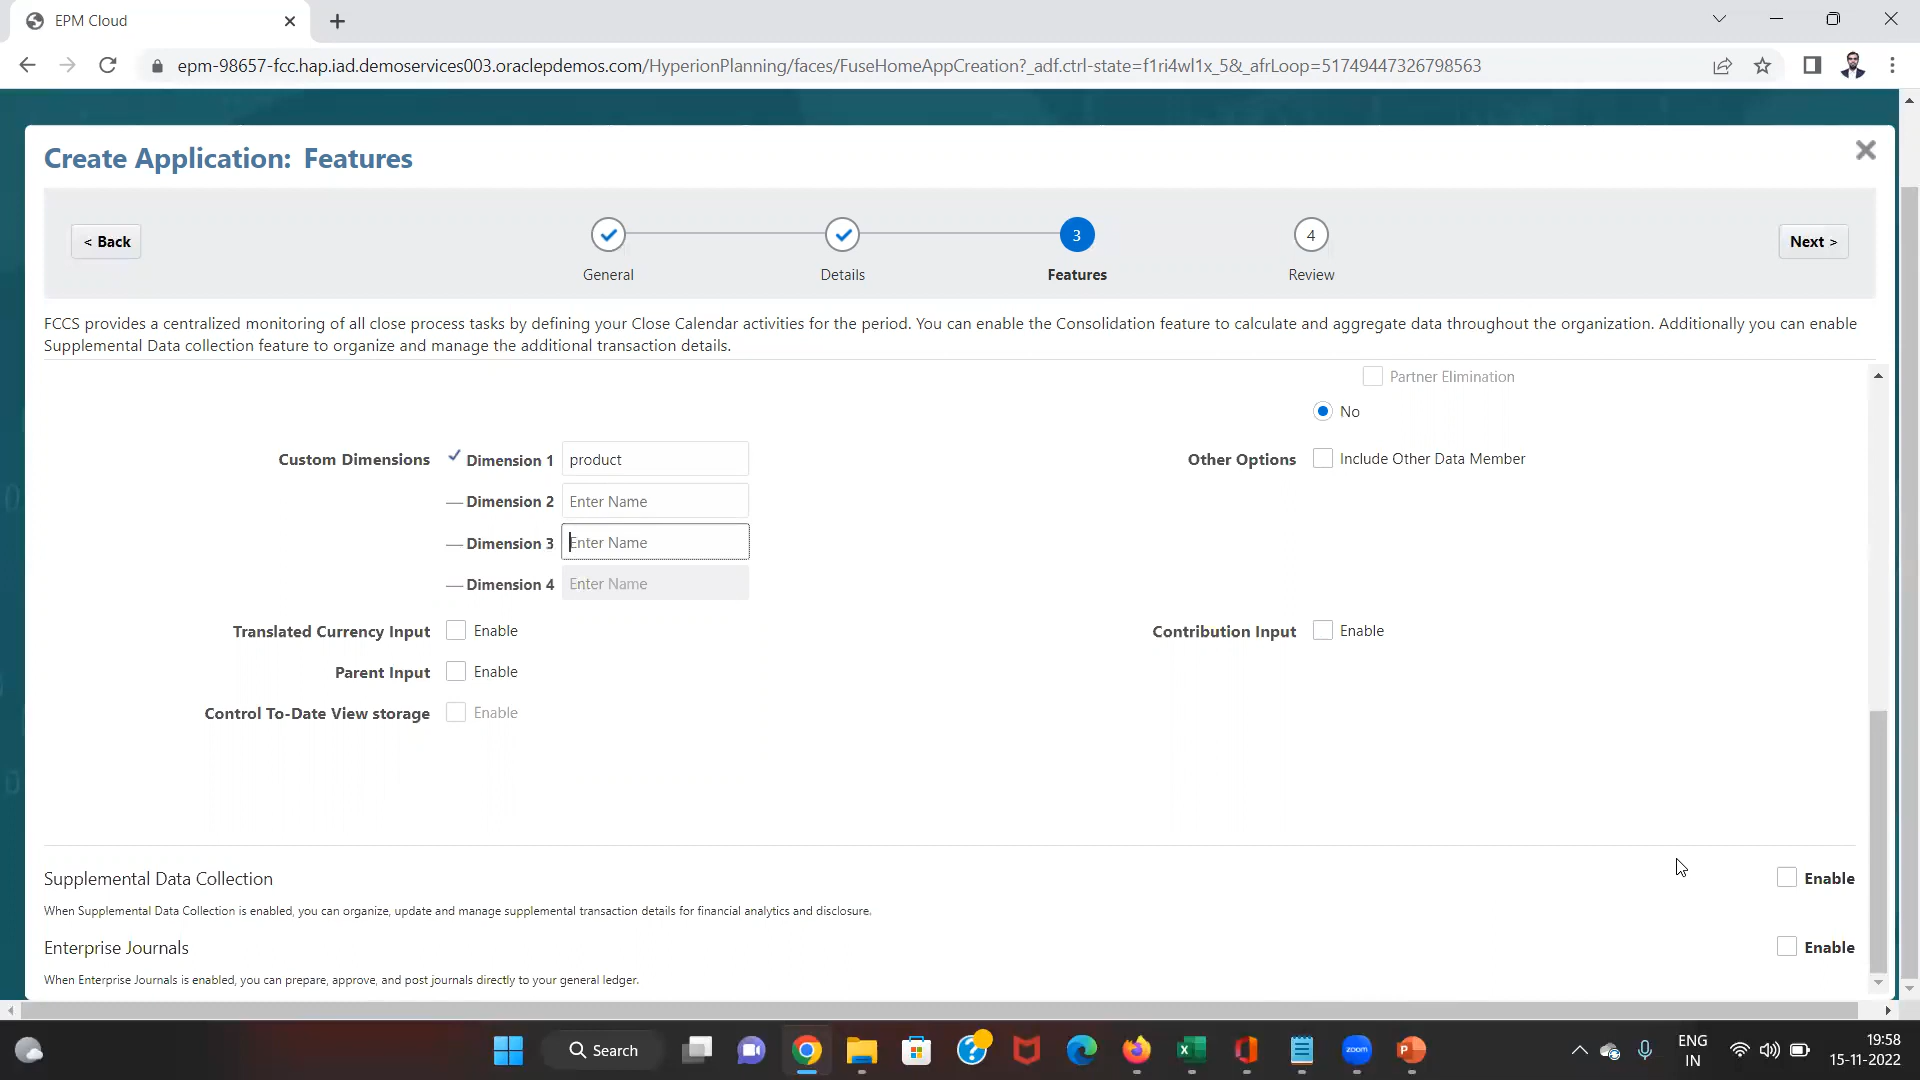 EPM Cloud
epm-98657-fcc.hap.iad.demoservices003.oraclepdemos.com/HyperionPlanning/faces/FuseHomeAppCreation?_adf.ctrl-state=f1ri4wl1x_5&_afrLoop=51749447326798563
Create Application: Features
< Back
3
4
Next >
General
Details
Features
Review
FCCS provides a centralized monitoring of all close process tasks by defining your Close Calendar activities for the period. You can enable the Consolidation feature to calculate and aggregate data throughout the organization. Additionally you can enable
Supplemental Data collection feature to organize and manage the additional transaction details.
Partner Elimination
No
Custom Dimensions Dimension 1 product
Other Options Include Other Data Member
Dimension 2 Enter Name
Dimension 3 Enter Name
Dimension 4 Enter Name
Translated Currency Input Enable
Contribution Input Enable
Parent Input Enable
Control To-Date View storage Enable
Supplemental Data Collection
Enable
When Supplemental Data Collection is enabled, you can organize, update and manage supplemental transaction details for financial analytics and disclosure.
Enterprise Journals
Enable
When Enterprise Journals is enabled, you can prepare, approve, and post journals directly to your general ledger.
Search
zoom
ENG
IN
19:58
15-11-2022